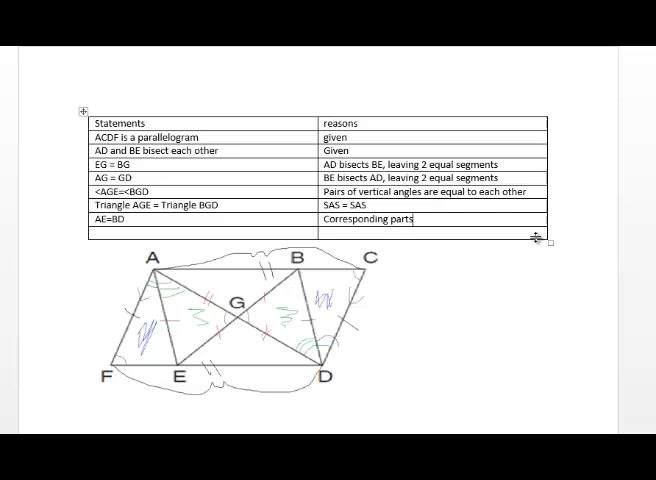 Statements reasons
ACDF is a parallelogram given
AD and BE bisect each other Given
EG = BG AD bisects BE, leaving 2 equal segments
AG = GD BE bisects AD, leaving 2 equal segments
<AGE=<BGD Pairs of vertical angles are equal to each other
Triangle AGE = Triangle BGD SAS = SAS
AE=BD Corresponding parts
A B C
G
F E D